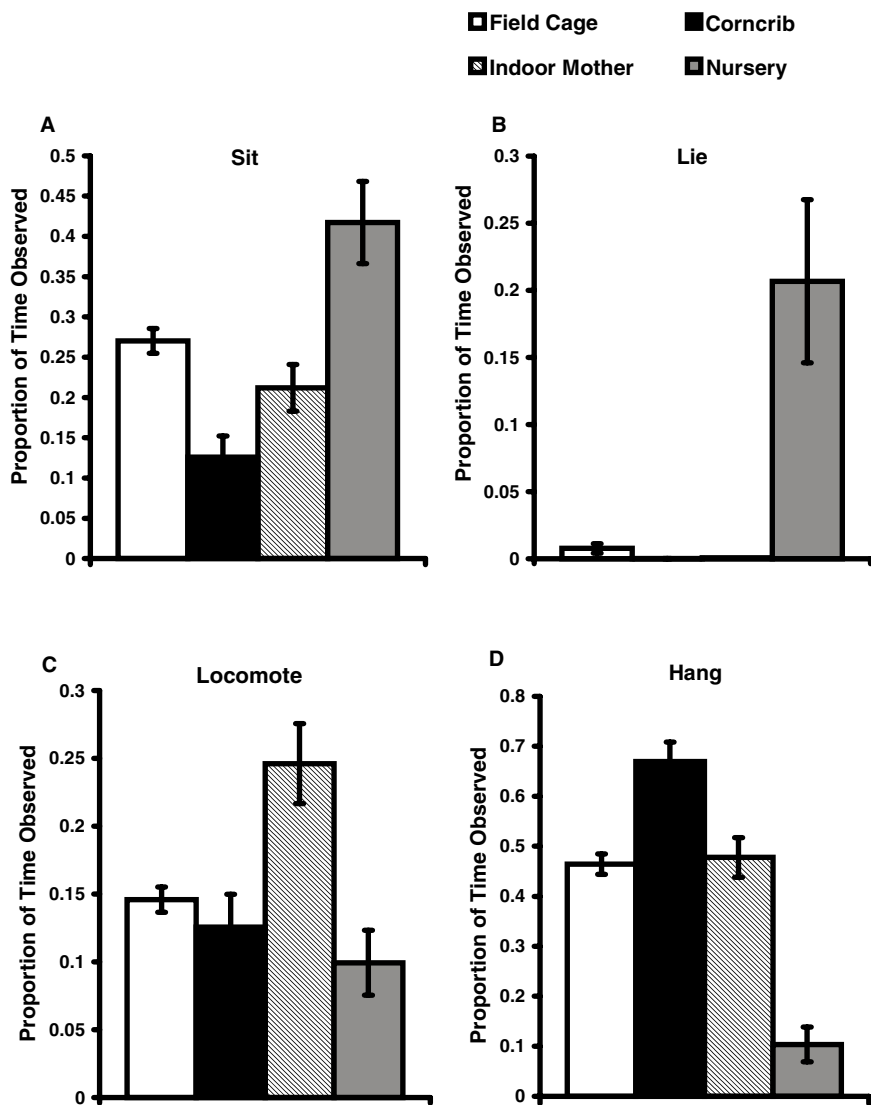 Field Cage
Corncrib
Indoor Mother
Nursery
A
Sit
Proportion of Time Observed
0.5
0.45
0.4
0.35
0.3
0.25
0.2
0.15
0.1
0.05
0
B
Lie
Proportion of Time Observed
0.3
0.25
0.2
0.15
0.1
0.05
0
C
Locomote
Proportion of Time Observed
0.3
0.25
0.2
0.15
0.1
0.05
0
D
Hang
Proportion of Time Observed
0.8
0.7
0.6
0.5
0.4
0.3
0.2
0.1
0